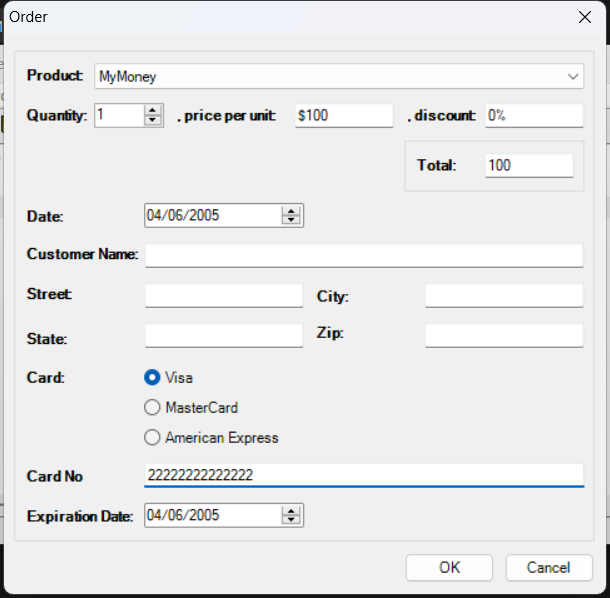 Order
Product: MyMoney
Quantity: 1 , price per unit: $100 , discount: 0%
Total: 100
Date: 04/06/2005
Customer Name:
Street: City:
State: Zip:
Card: Visa
MasterCard
American Express
Card No 22222222222222
Expiration Date: 04/06/2005
OK Cancel